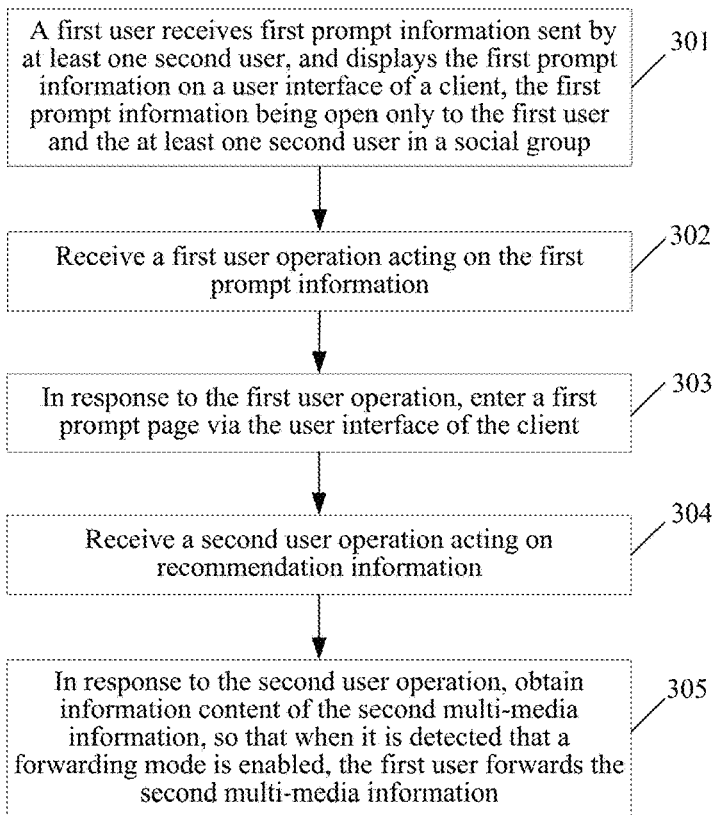 A first user receives first prompt information sent by
at least one second user, and displays the first prompt
information on a user interface of a client, the first
prompt information being open only to the first user
and the at least one second user in a social group
301
Receive a first user operation acting on the first
prompt information
302
In response to the first user operation, enter a first
prompt page via the user interface of the client
303
Receive a second user operation acting on
recommendation information
304
In response to the second user operation, obtain
information content of the second multi-media
information, so that when it is detected that a
forwarding mode is enabled, the first user forwards the
second multi-media information
305